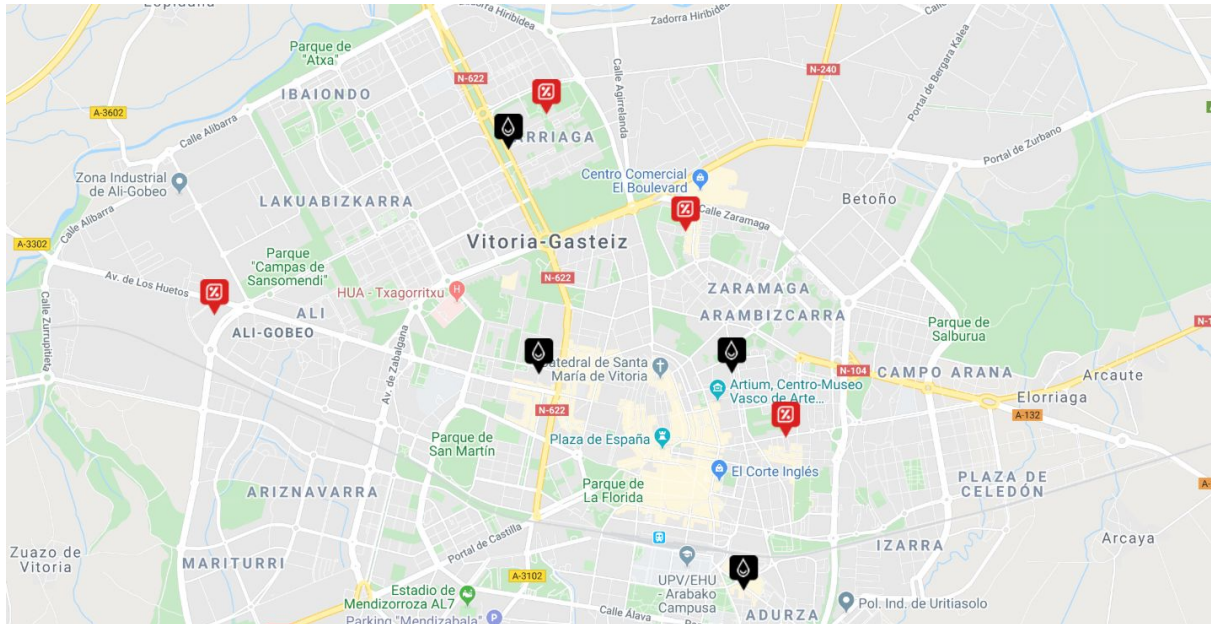 Zadorra Hiribidea
Zadorra Hiribidea
Parque de
"Atxa"
N-622
N-240
Portal de Bergara Kalea
IBAIONDO
Calle Agirrelanda
A-3602
Calle Alibarra
ARRIAGA
Portal de Zurbano
Centro Comercial
El Boulevard
Zona Industrial
de Ali-Gobeo
LAKUABIZKARRA
Betoño
Calle Zaramaga
Calle Alibarra
A-3302
Vitoria-Gasteiz
Parque
"Campas de
Sansomendi"
Av. de Los Huetos
N-622
HUA - Txagorritxu
H
ZARAMAGA
ARAMBIZCARRA
ALI
ALI-GOBEO
Calle Zurrupitieta
Av. de Zabalgana
Parque de
Salburua
Catedral de Santa
María de Vitoria
N-104
CAMPO ARANA
Arcaute
Artium, Centro-Museo
Vasco de Arte...
Elorriaga
A-132
N-622
Parque de
San Martín
Plaza de España
El Corte Inglés
PLAZA DE
CELEDÓN
Parque de
La Florida
ARIZNAVARRA
Portal de Castilla
Zuazo de
Vitoria
MARITURRI
IZARRA
Arcaya
A-3102
UPV/EHU
- Arabako
Campusa
Estadio de
Mendizorroza AL7
Calle Álava
ADURZA
Pol. Ind. de Uritiasolo
Parking "Mendizabala"
P